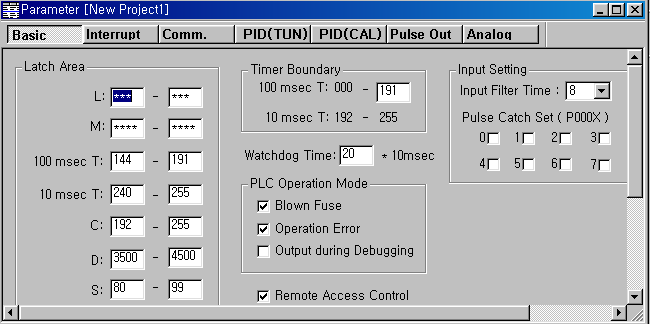 Parameter [New Project1]
Basic Interrupt Comm. PID(TUN) PID(CAL) Pulse Out Analog
Latch Area
L: *** - ***
M: **** - ****
100 msec T: 144 - 191
10 msec T: 240 - 255
C: 192 - 255
D: 3500 - 4500
S: 80 - 99
Timer Boundary
100 msec T: 000 - 191
10 msec T: 192 - 255
Watchdog Time: 20 * 10msec
PLC Operation Mode
Blown Fuse
Operation Error
Output during Debugging
Remote Access Control
Input Setting
Input Filter Time : 8
Pulse Catch Set ( P000X )
0 1 2 3
4 5 6 7